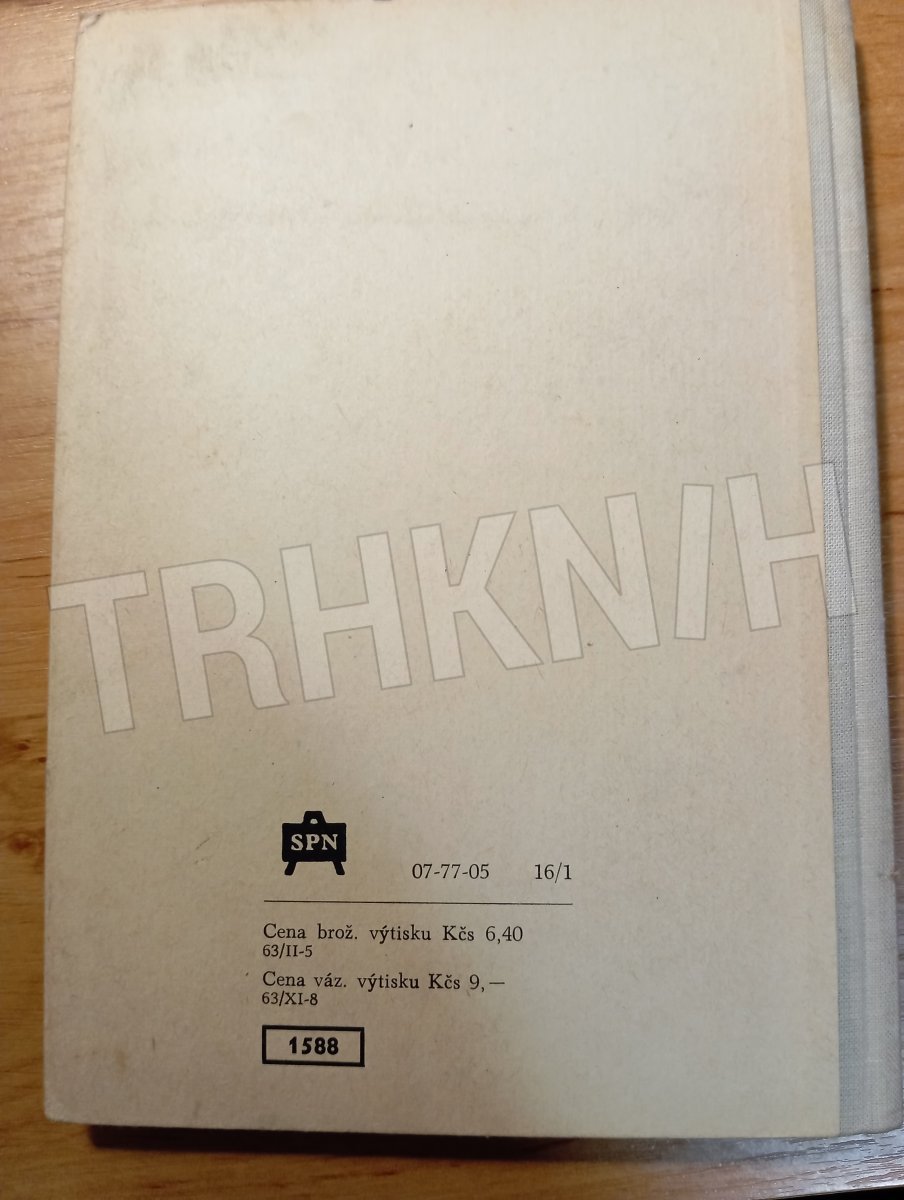 TRHKNIH
SPN
07-77-05 16/1
Cena brož. výtisku Kčs 6,40
63/II-5
Cena váz. výtisku Kčs 9,—
63/XI-8
1588